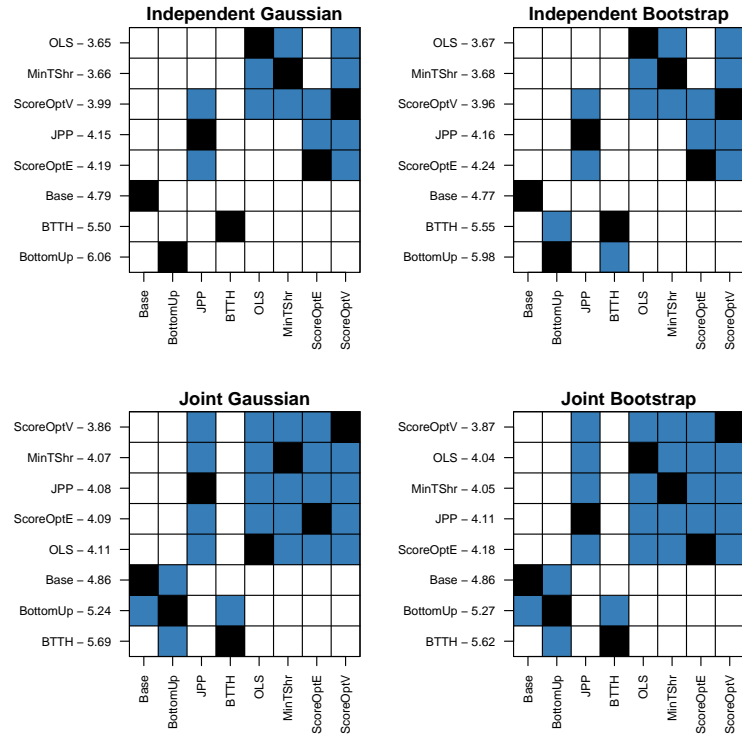 Independent Gaussian
OLS − 3.65
MinTShr − 3.66
ScoreOptV − 3.99
JPP − 4.15
ScoreOptE − 4.19
Base − 4.79
BTTH − 5.50
BottomUp − 6.06
Base
BottomUp
JPP
BTTH
OLS
MinTShr
ScoreOptE
ScoreOptV
Independent Bootstrap
OLS − 3.67
MinTShr − 3.68
ScoreOptV − 3.96
JPP − 4.16
ScoreOptE − 4.24
Base − 4.77
BTTH − 5.55
BottomUp − 5.98
Base
BottomUp
JPP
BTTH
OLS
MinTShr
ScoreOptE
ScoreOptV
Joint Gaussian
ScoreOptV − 3.86
MinTShr − 4.07
JPP − 4.08
ScoreOptE − 4.09
OLS − 4.11
Base − 4.86
BottomUp − 5.24
BTTH − 5.69
Base
BottomUp
JPP
BTTH
OLS
MinTShr
ScoreOptE
ScoreOptV
Joint Bootstrap
ScoreOptV − 3.87
OLS − 4.04
MinTShr − 4.05
JPP − 4.11
ScoreOptE − 4.18
Base − 4.86
BottomUp − 5.27
BTTH − 5.62
Base
BottomUp
JPP
BTTH
OLS
MinTShr
ScoreOptE
ScoreOptV